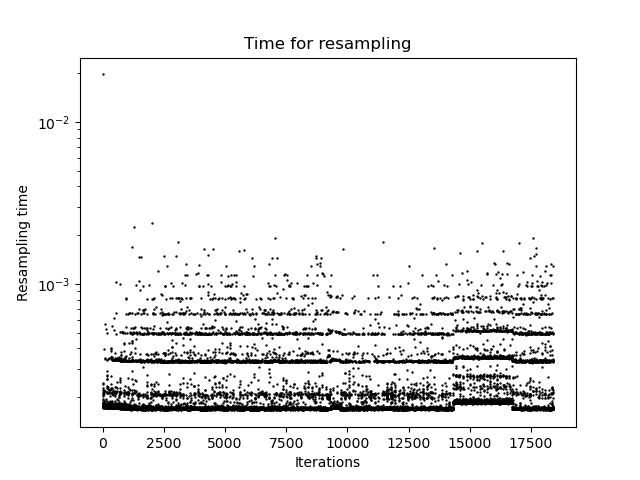 Time for resampling
10⁻²
10⁻³
Resampling time
0 2500 5000 7500 10000 12500 15000 17500
Iterations